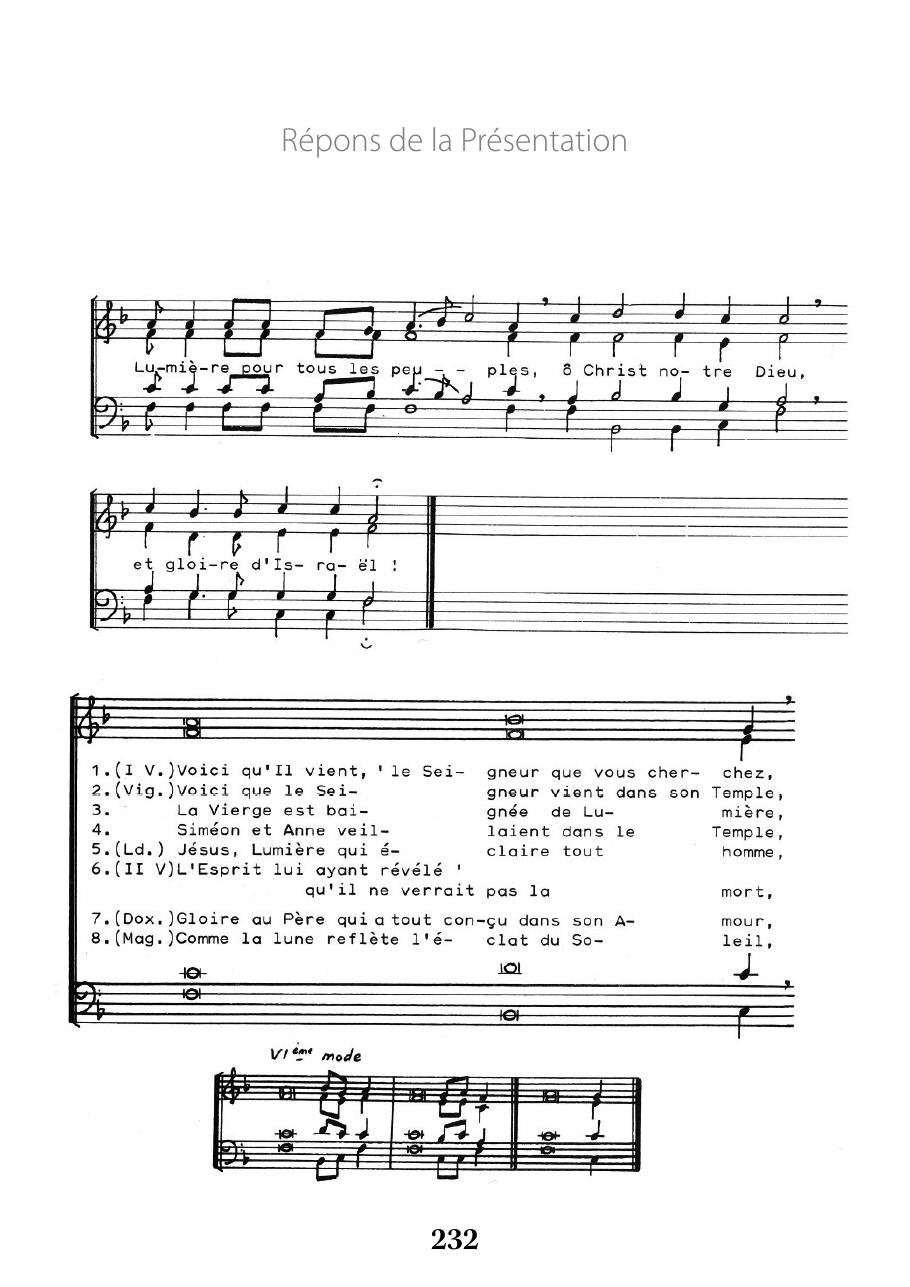 Répons de la Présentation
Lu-miè-re pour tous les peu - - ples, ô Christ no- tre Dieu,
et gloi-re d'Is- ra- ël !
1.(I V.)Voici qu'Il vient, ' le Sei- gneur que vous cher- chez,
2.(Vig.)Voici que le Sei- gneur vient dans son Temple,
3. La Vierge est bai- gnée de Lu- mière,
4. Siméon et Anne veil- laient dans le Temple,
5.(Ld.) Jésus, Lumière qui é- claire tout homme,
6.(II V)L'Esprit lui ayant révélé '
qu'il ne verrait pas la mort,
7.(Dox.)Gloire au Père qui a tout con-çu dans son A- mour,
8.(Mag.)Comme la lune reflète l'é- clat du So- leil,
VIème mode
232